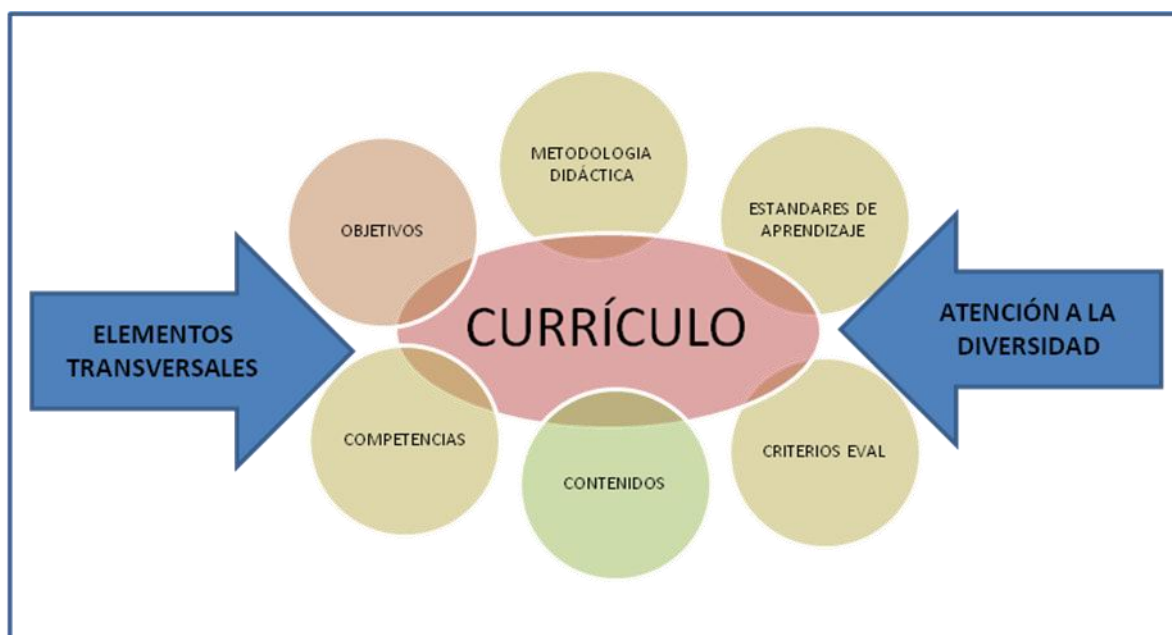 METODOLOGIA
DIDÁCTICA
ESTANDARES DE
APRENDIZAJE
OBJETIVOS
CURRÍCULO
ELEMENTOS
TRANSVERSALES
ATENCIÓN A LA
DIVERSIDAD
COMPETENCIAS
CONTENIDOS
CRITERIOS EVAL